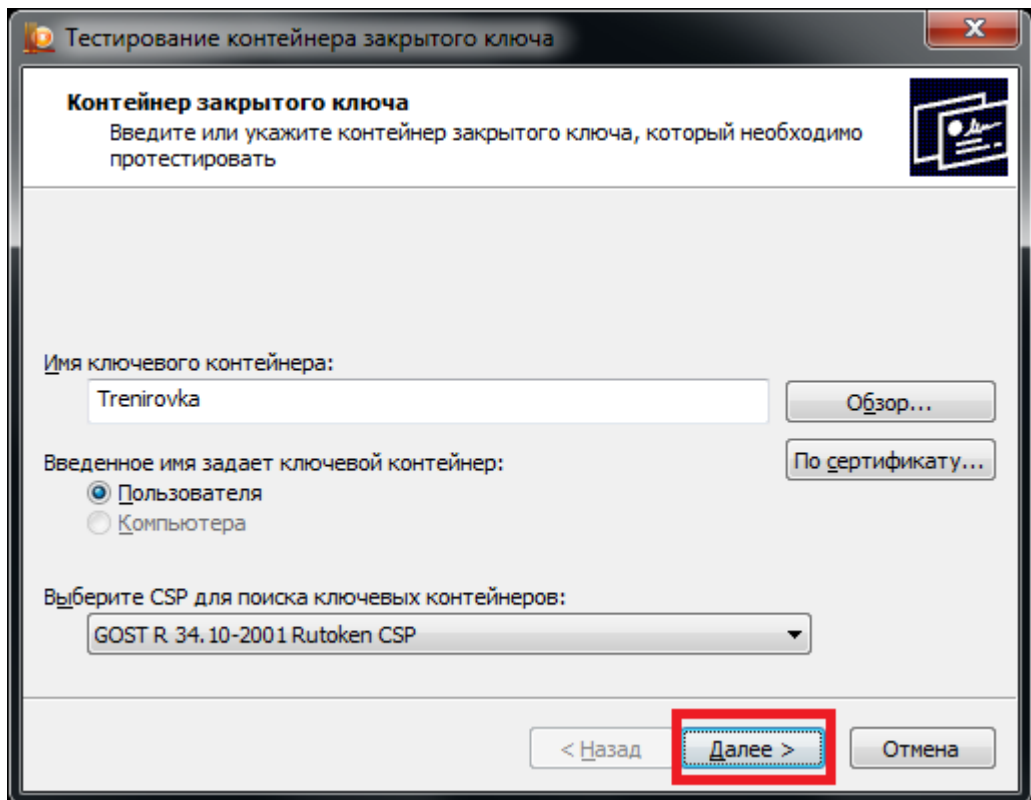 Тестирование контейнера закрытого ключа
Контейнер закрытого ключа
Введите или укажите контейнер закрытого ключа, который необходимо
протестировать
Имя ключевого контейнера:
Trenirovka
Обзор...
Введенное имя задает ключевой контейнер:
По сертификату...
Пользователя
Компьютера
Выберите CSP для поиска ключевых контейнеров:
GOST R 34.10-2001 Rutoken CSP
< Назад
Далее >
Отмена